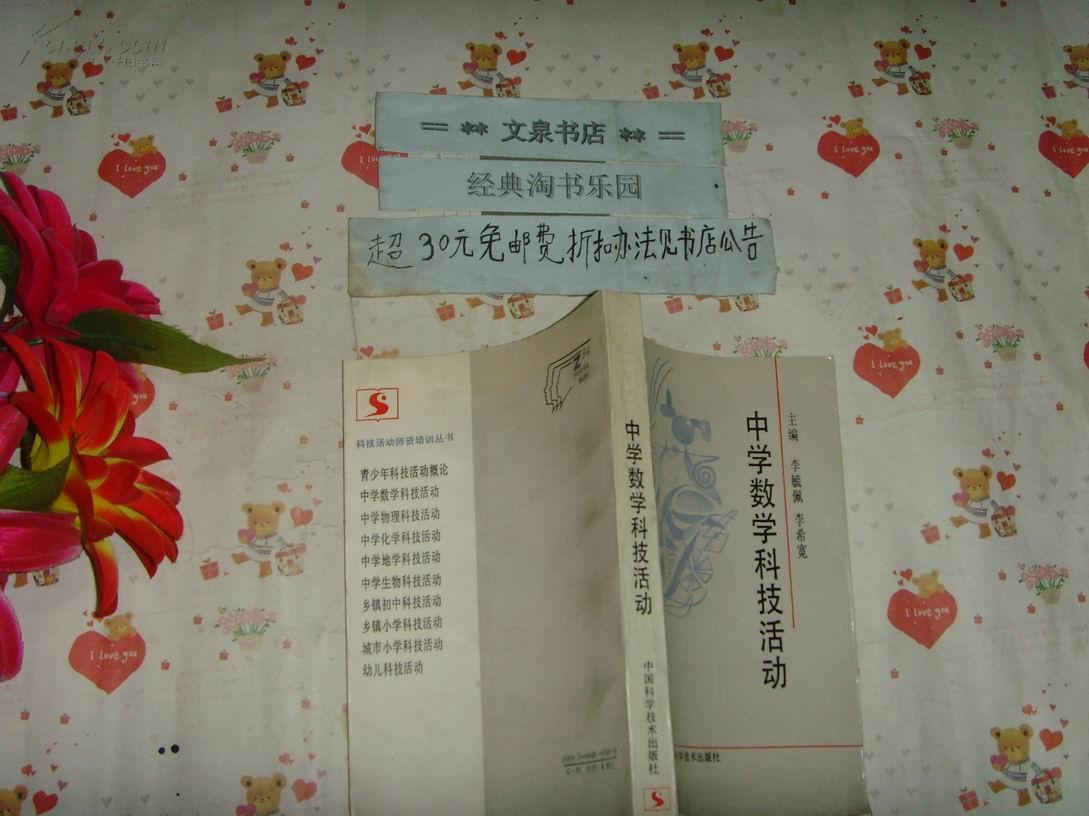 == ** 文泉书店 ** ==
经典淘书乐园
超30元免邮费折扣办法见书店公告
科技活动师资培训丛书
青少年科技活动概论
中学数学科技活动
中学物理科技活动
中学化学科技活动
中学地学科技活动
中学生物科技活动
乡镇初中科技活动
乡镇小学科技活动
城市小学科技活动
幼儿科技活动
中学数学科技活动
中国科学技术出版社
主编 李毓佩 李希宽
中学数学科技活动
学技术出版社
I love you
I love you
I love you
I love you
I love you